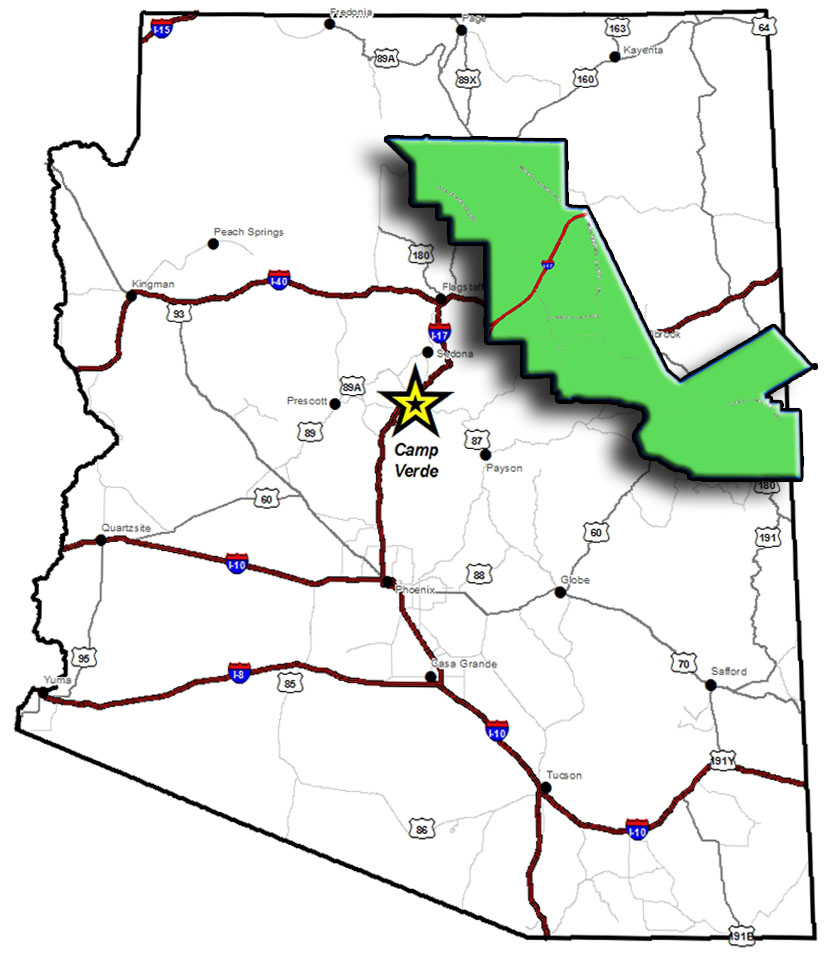 Fredonia
Page
163
64
I-15
89A
Kayenta
89X
160
Peach Springs
180
I-40
Kingman
Flagstaff
93
I-17
Sedona
89A
Prescott
89
Camp
Verde
87
Payson
60
180
Quartzsite
60
191
I-10
88
Globe
Phoenix
95
Casa Grande
70
Yuma
I-8
85
Safford
I-10
191Y
Tucson
86
I-10
191B